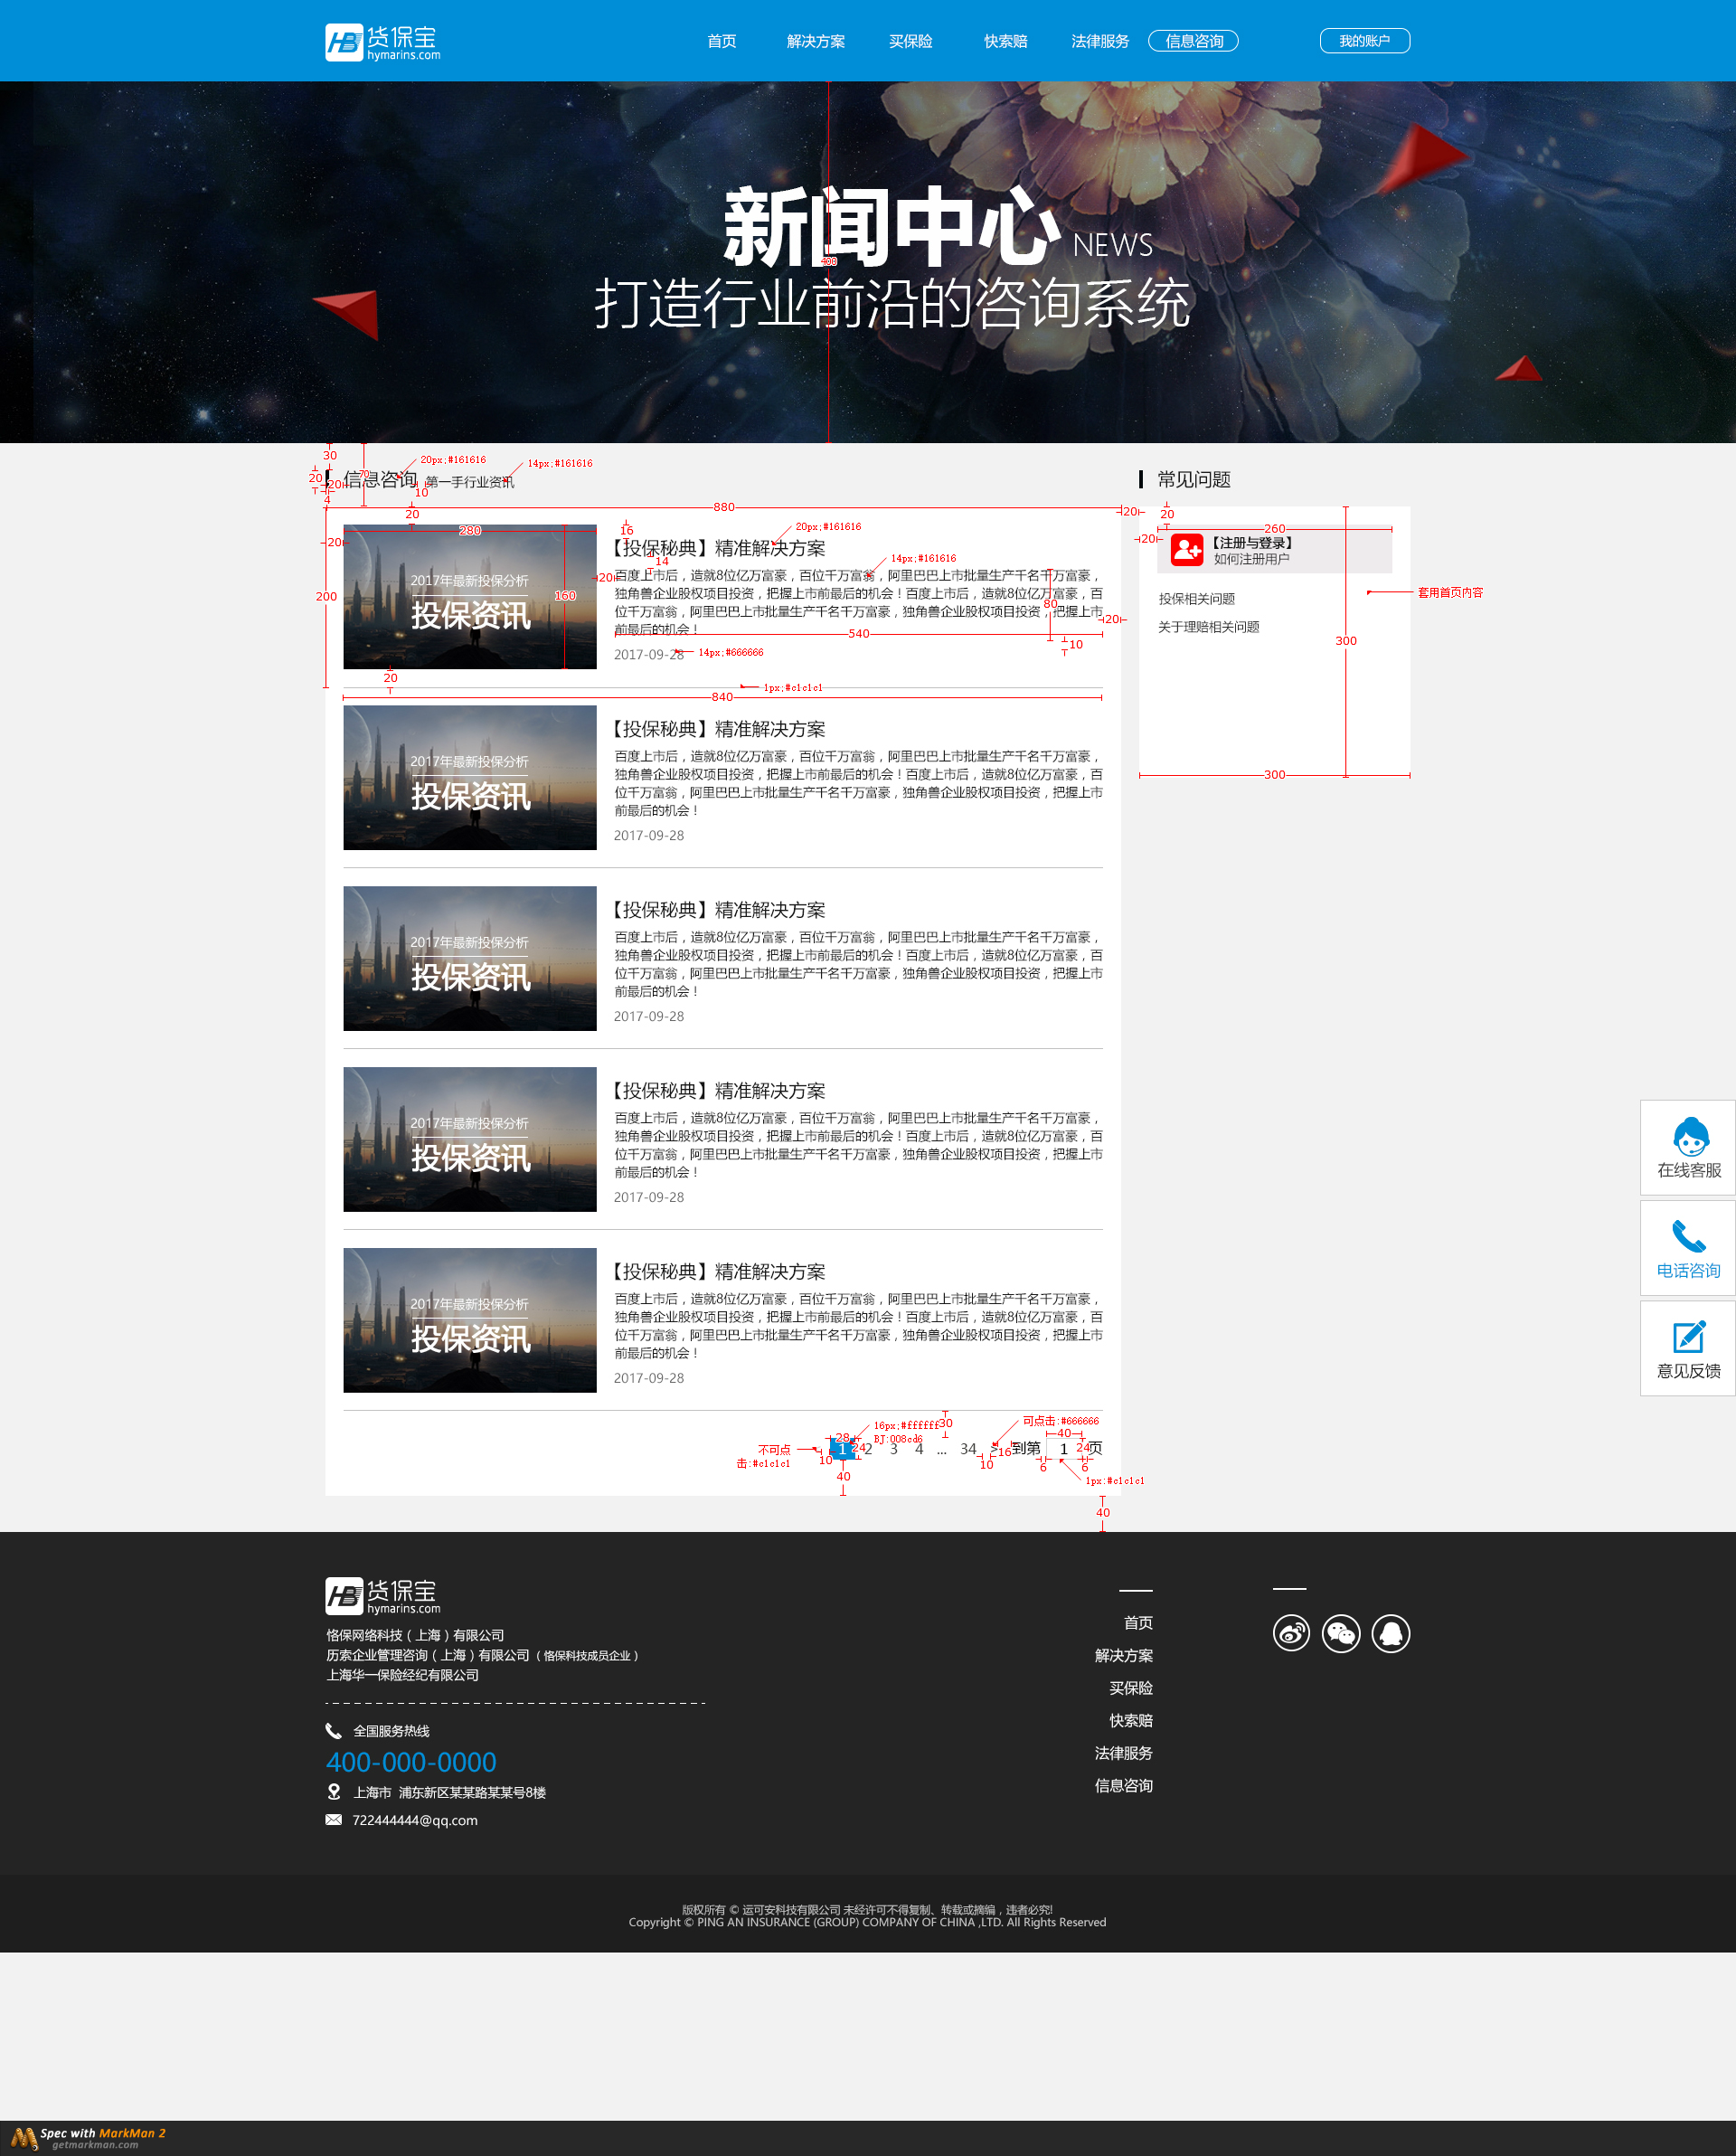 HB 货保宝
hymarins.com
首页 解决方案 买保险 快索赔 法律服务 信息咨询 我的账户
新闻中心 NEWS
打造行业前沿的咨询系统
400
30
70
20
20
4
20px;#161616
14px;#161616
信息咨询 第一手行业资讯
10
常见问题
20
880
20
20
280
20
200
160
20
20
16
14
20px;#161616
14px;#161616
2017年最新投保分析
投保资讯
【投保秘典】精准解决方案
百度上市后，造就8位亿万富豪，百位千万富翁，阿里巴巴上市批量生产千名千万富豪，
独角兽企业股权项目投资，把握上市前最后的机会！百度上市后，造就8位亿万富豪，百
位千万富翁，阿里巴巴上市批量生产千名千万富豪，独角兽企业股权项目投资，把握上市
前最后的机会！
2017-09-28
80
20
540
10
14px;#666666
1px;#c1c1c1
840
20
260
【注册与登录】
如何注册用户
投保相关问题
关于理赔相关问题
套用首页内容
300
300
2017年最新投保分析
投保资讯
【投保秘典】精准解决方案
百度上市后，造就8位亿万富豪，百位千万富翁，阿里巴巴上市批量生产千名千万富豪，
独角兽企业股权项目投资，把握上市前最后的机会！百度上市后，造就8位亿万富豪，百
位千万富翁，阿里巴巴上市批量生产千名千万富豪，独角兽企业股权项目投资，把握上市
前最后的机会！
2017-09-28
2017年最新投保分析
投保资讯
【投保秘典】精准解决方案
百度上市后，造就8位亿万富豪，百位千万富翁，阿里巴巴上市批量生产千名千万富豪，
独角兽企业股权项目投资，把握上市前最后的机会！百度上市后，造就8位亿万富豪，百
位千万富翁，阿里巴巴上市批量生产千名千万富豪，独角兽企业股权项目投资，把握上市
前最后的机会！
2017-09-28
2017年最新投保分析
投保资讯
【投保秘典】精准解决方案
百度上市后，造就8位亿万富豪，百位千万富翁，阿里巴巴上市批量生产千名千万富豪，
独角兽企业股权项目投资，把握上市前最后的机会！百度上市后，造就8位亿万富豪，百
位千万富翁，阿里巴巴上市批量生产千名千万富豪，独角兽企业股权项目投资，把握上市
前最后的机会！
2017-09-28
2017年最新投保分析
投保资讯
【投保秘典】精准解决方案
百度上市后，造就8位亿万富豪，百位千万富翁，阿里巴巴上市批量生产千名千万富豪，
独角兽企业股权项目投资，把握上市前最后的机会！百度上市后，造就8位亿万富豪，百
位千万富翁，阿里巴巴上市批量生产千名千万富豪，独角兽企业股权项目投资，把握上市
前最后的机会！
2017-09-28
在线客服
电话咨询
意见反馈
16px;#ffffff
BJ:008cd6
30
可点击:#666666
不可点
击:#c1c1c1
28
24
40
24
1 2 3 4 ... 34 > 到第 1 页
10
16
10
6
6
40
1px:#c1c1c1
40
HB 货保宝
hymarins.com
恪保网络科技（上海）有限公司
历索企业管理咨询（上海）有限公司（恪保科技成员企业）
上海华一保险经纪有限公司
全国服务热线
400-000-0000
上海市 浦东新区某某路某某号8楼
722444444@qq.com
首页
解决方案
买保险
快索赔
法律服务
信息咨询
版权所有 © 运可安科技有限公司 未经许可不得复制、转载或摘编，违者必究!
Copyright © PING AN INSURANCE (GROUP) COMPANY OF CHINA ,LTD. All Rights Reserved
Spec with MarkMan 2
getmarkman.com